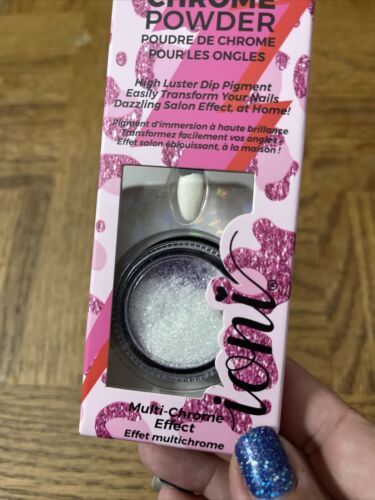 CHROME
POWDER
POUDRE DE CHROME
POUR LES ONGLES
High Luster Dip Pigment
Easily Transform Your Nails
Dazzling Salon Effect, at Home!
Pigment d'immersion à haute brillance
Transformez facilement vos ongles
Effet salon éblouissant, à la maison!
ioni®
Multi-Chrome
Effect
Effet multichrome